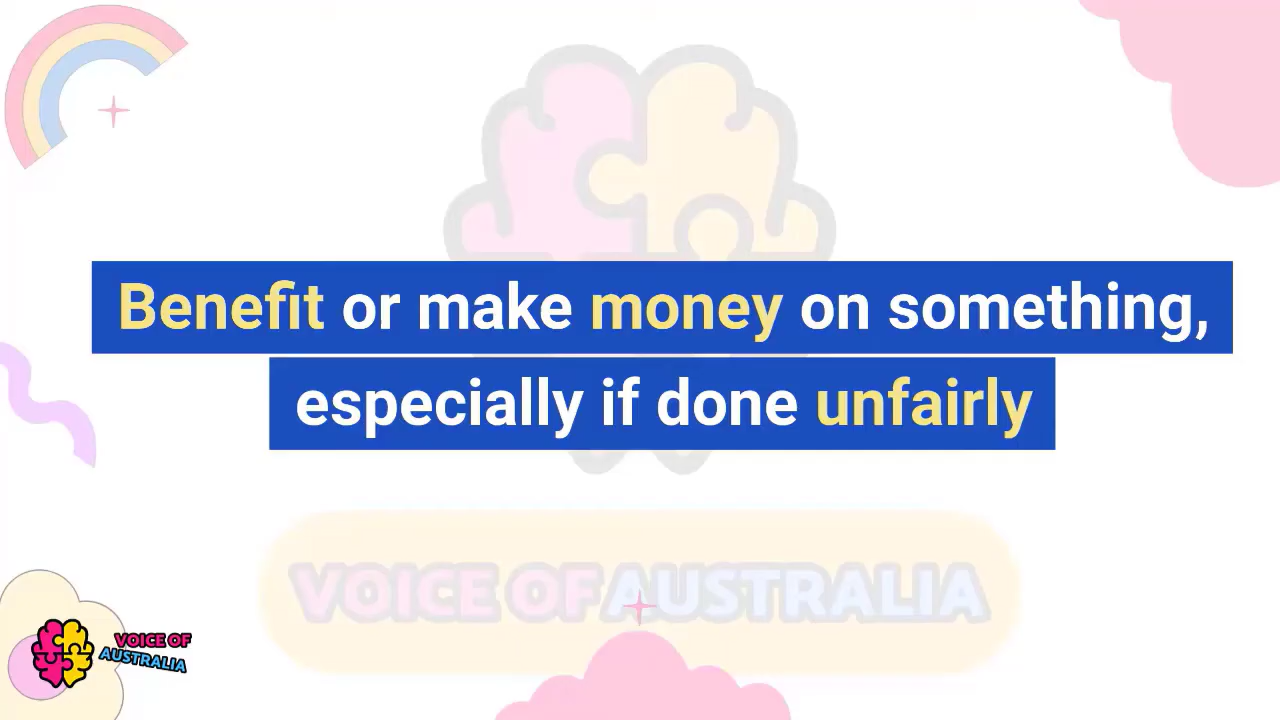 Benefit or make money on something,
especially if done unfairly
VOICE OF AUSTRALIA
VOICE OF
AUSTRALIA